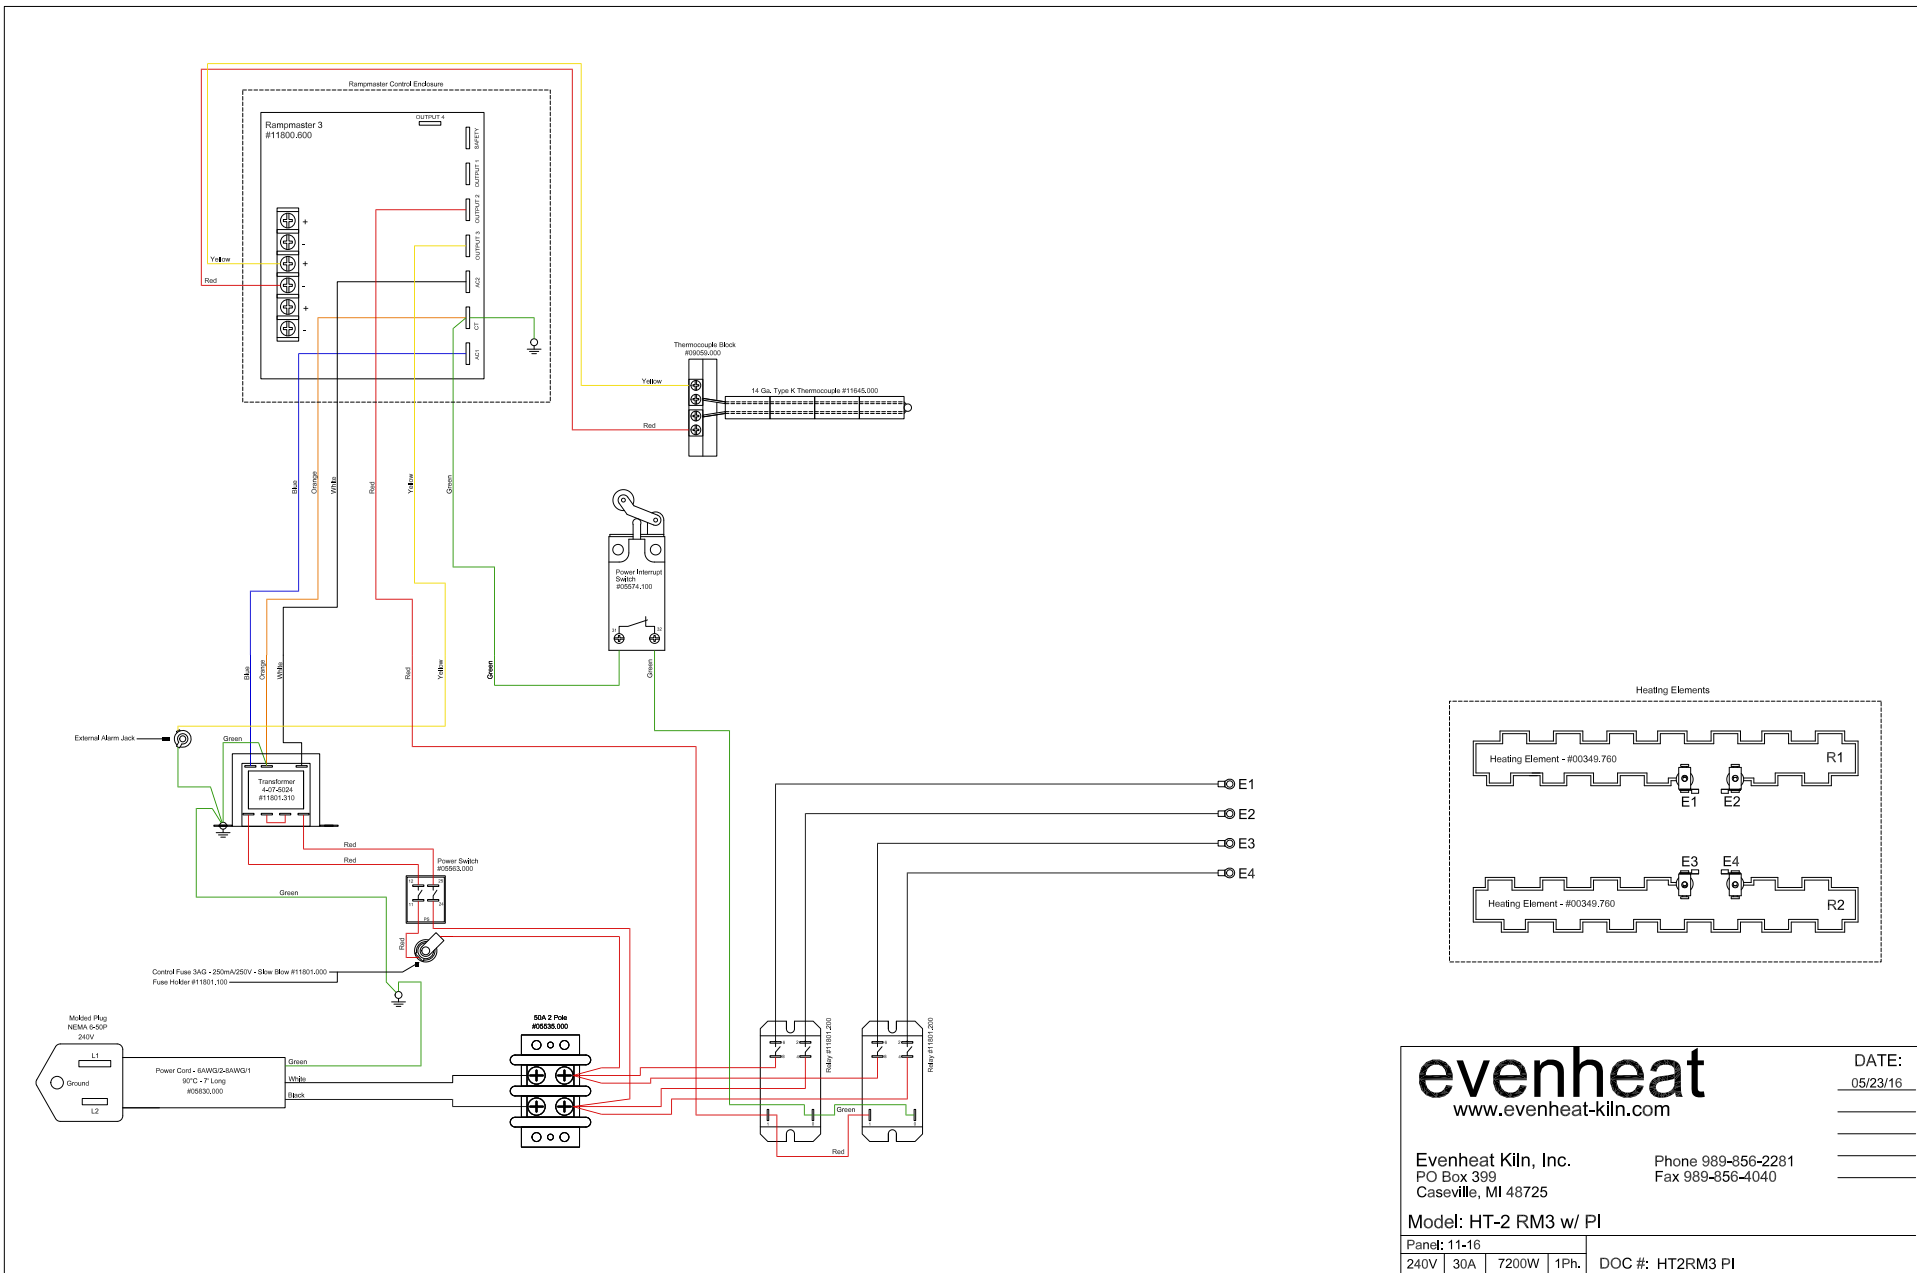 Rampmaster Control Enclosure
Rampmaster 3
#11800.600
OUTPUT 4
SAFETY
OUTPUT 1
OUTPUT 2
OUTPUT 3
AC2
CT
AC1
+
-
+
-
+
-
Yellow
Red
Thermocouple Block
#09059.000
Yellow
Red
14 Ga. Type K Thermocouple #11645.000
Blue
Orange
White
Red
Yellow
Green
Power Interrupt
Switch
#05574.100
31
32
Blue
Orange
White
Red
Yellow
Green
Green
External Alarm Jack
Green
Transformer
4-07-6024
#11801.310
Red
Red
Power Switch
#05563.000
12
25
11
24
PS
Green
Red
Control Fuse 3AG - 250mA/250V - Slow Blow #11801.000
Fuse Holder #11801.100
Molded Plug
NEMA 6-50P
240V
L1
Ground
L2
Power Cord - 6AWG/2-8AWG/1
90°C - 7' Long
#05830.000
Green
White
Black
50A 2 Pole
#05535.000
Relay #11801.200
Relay #11801.200
Green
Red
E1
E2
E3
E4
Heating Elements
Heating Element - #00349.760
R1
E1
E2
E3
E4
Heating Element - #00349.760
R2
evenheat
www.evenheat-kiln.com
DATE:
05/23/16
Evenheat Kiln, Inc.
PO Box 399
Caseville, MI 48725
Phone 989-856-2281
Fax 989-856-4040
Model: HT-2 RM3 w/ PI
Panel: 11-16
240V 30A 7200W 1Ph.
DOC #: HT2RM3 PI